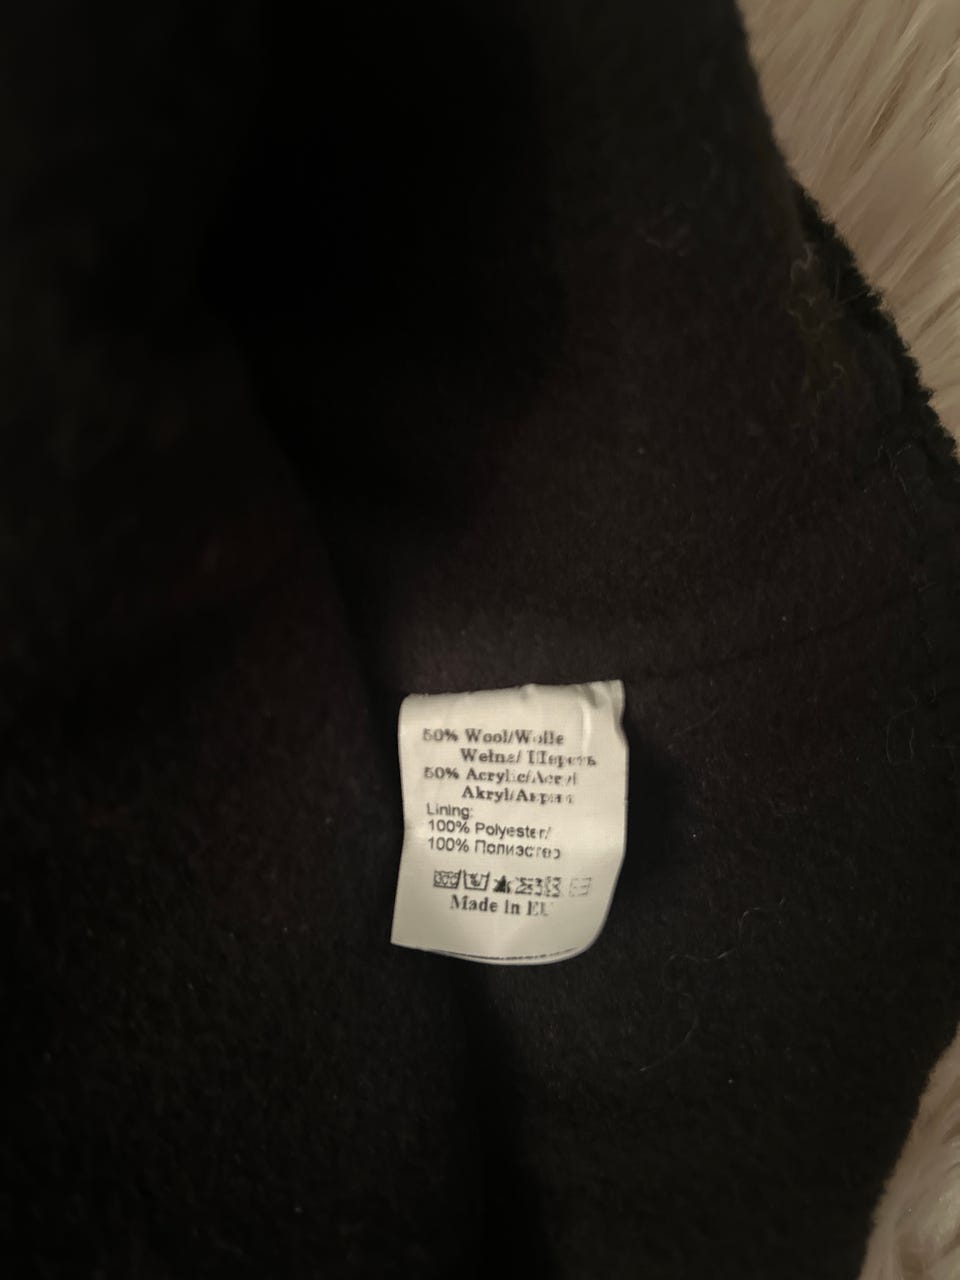 50% Wool/Wolle
Wełna/ Шерсть
50% Acrylic/Acryl
Akryl/Акрил
Lining:
100% Polyester/
100% Полиэстер
Made in EU